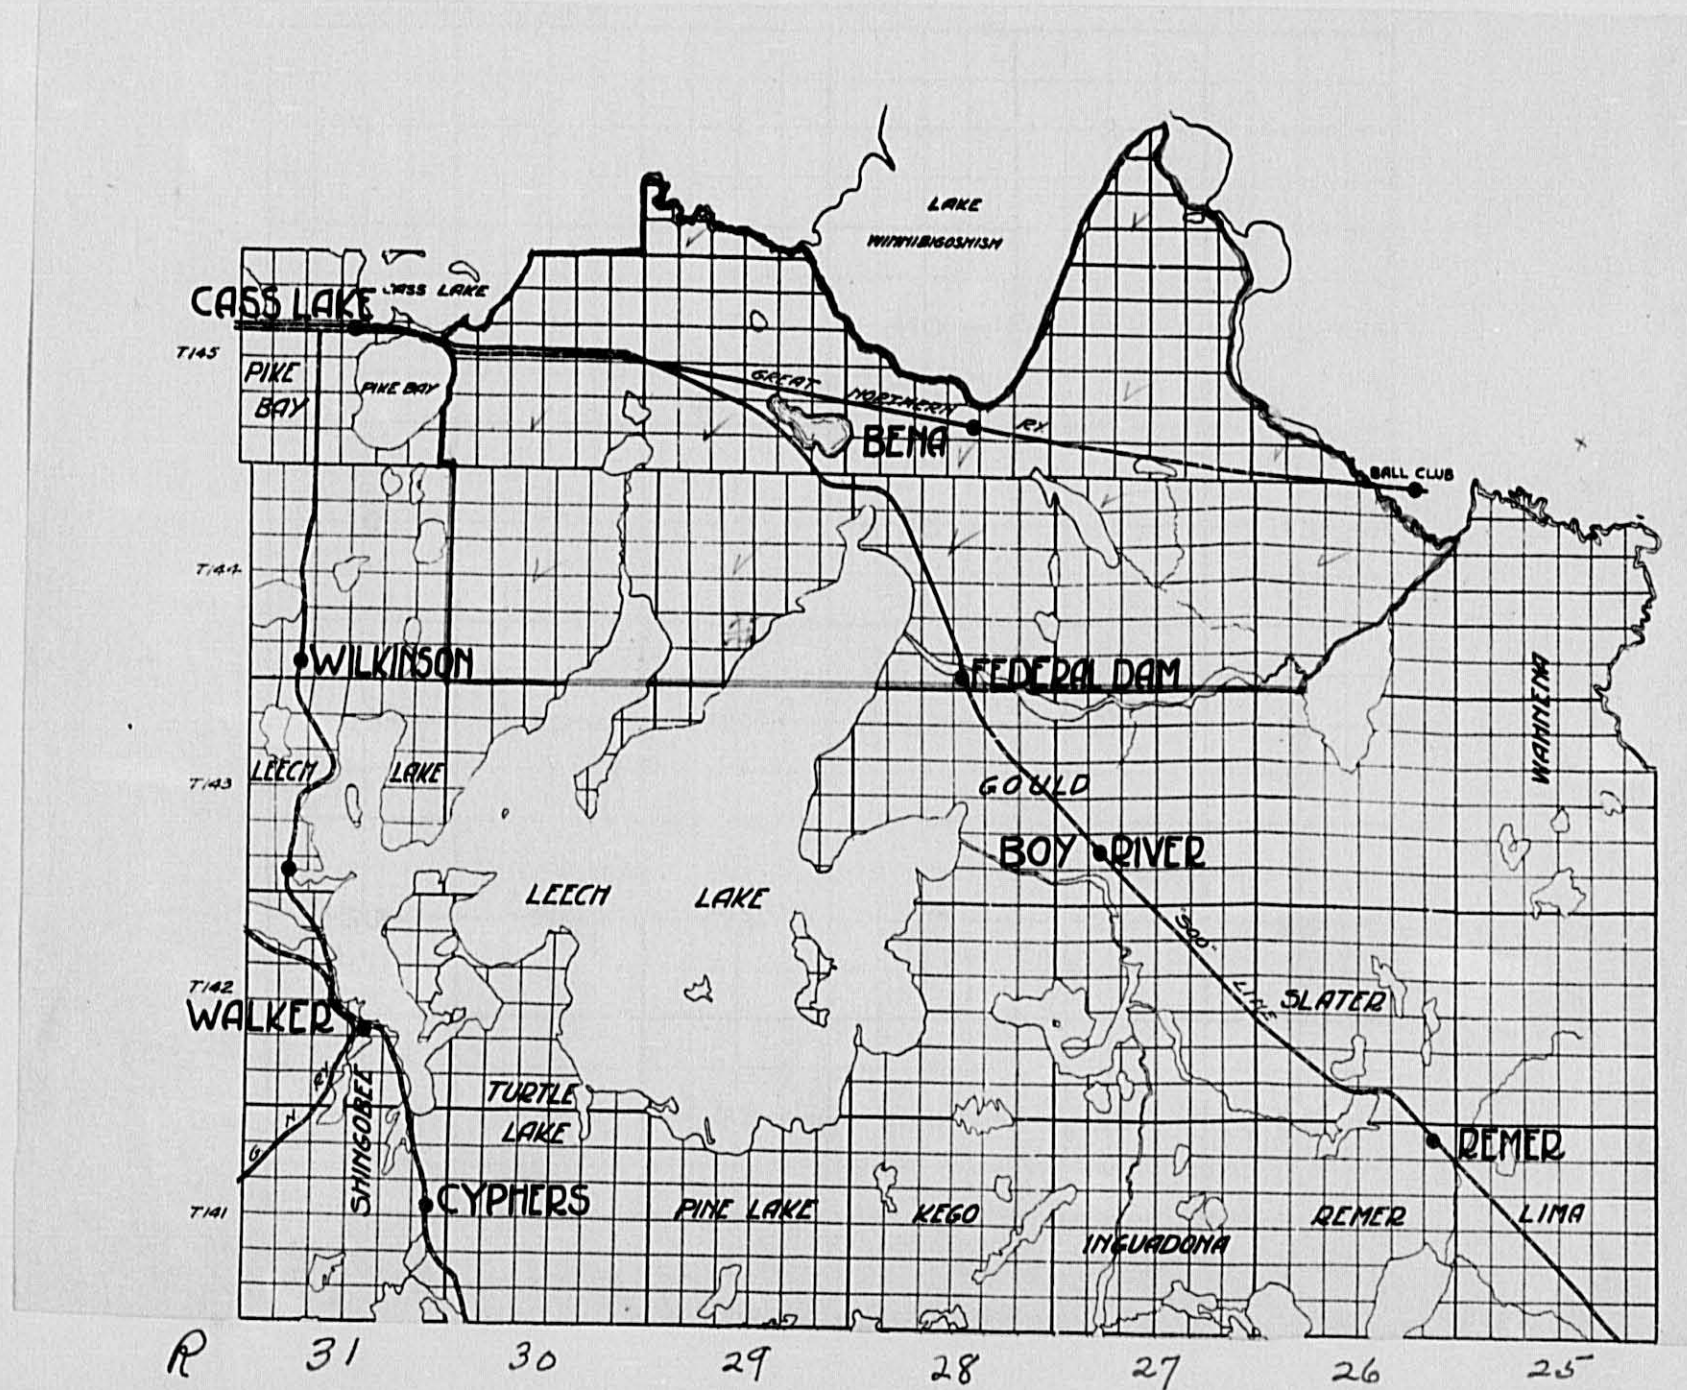 LAKE
WINNIBIGOSHISH
CASS LAKE
CASS LAKE
T145
PIKE
BAY
PIKE BAY
GREAT NORTHERN RY
BENA
BALL CLUB
T144
WILKINSON
FEDERAL DAM
WAHNENA
T143
LEECH
LAKE
GOULD
BOY RIVER
LEECH LAKE
"SOO" LINE
T142
SLATER
WALKER
G N RY
SHINGOBEE
TURTLE
LAKE
REMER
CYPHERS
T141
PINE LAKE
KEGO
REMER
LIMA
INGUADONA
R 31 30 29 28 27 26 25